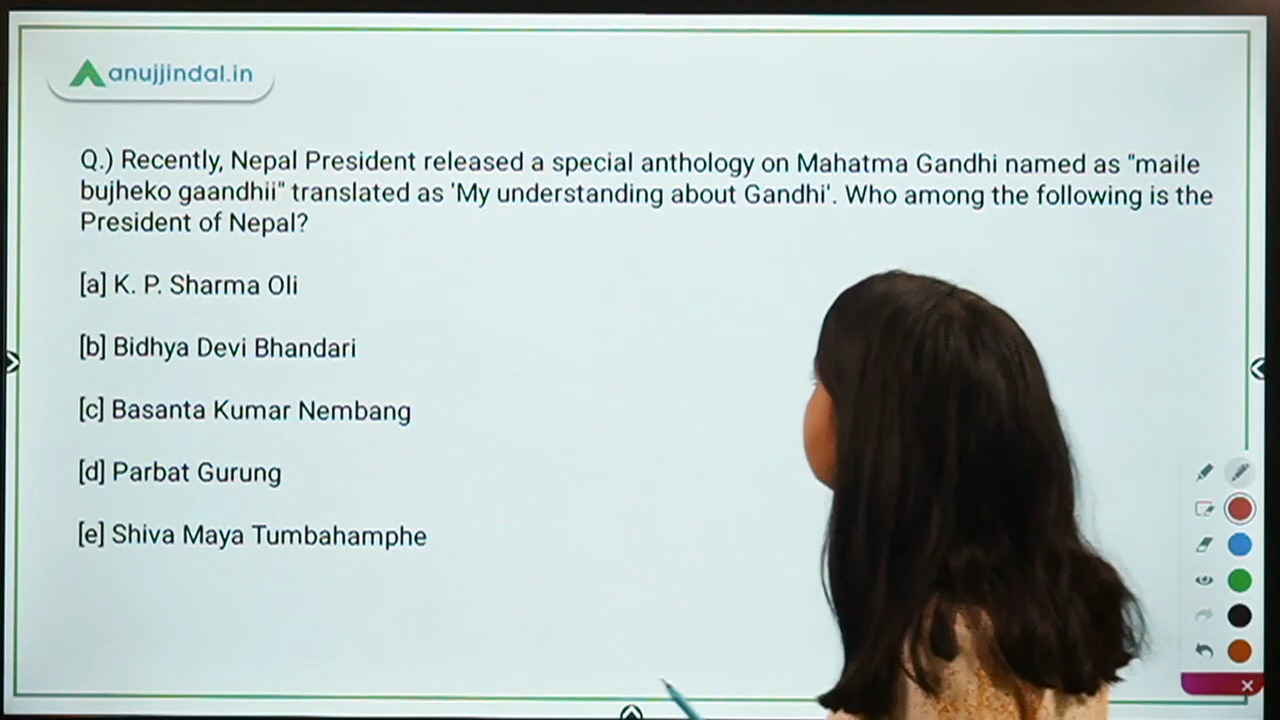 anujjindal.in
Q.) Recently, Nepal President released a special anthology on Mahatma Gandhi named as "maile
bujheko gaandhii" translated as 'My understanding about Gandhi'. Who among the following is the
President of Nepal?
[a] K. P. Sharma Oli
[b] Bidhya Devi Bhandari
[c] Basanta Kumar Nembang
[d] Parbat Gurung
[e] Shiva Maya Tumbahamphe